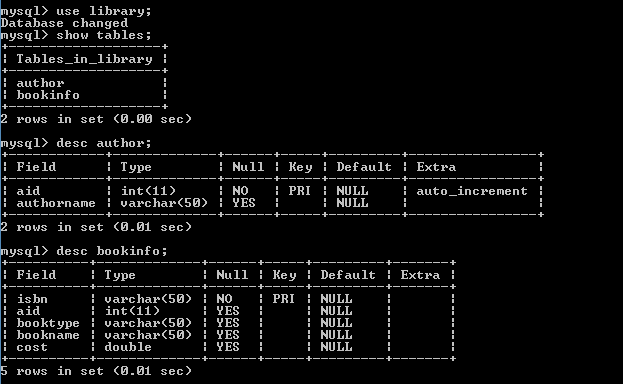 mysql> use library;
Database changed
mysql> show tables;
+--------------------+
| Tables_in_library |
+--------------------+
| author |
| bookinfo |
+--------------------+
2 rows in set (0.00 sec)
mysql> desc author;
+------------+-------------+------+-----+---------+----------------+
| Field | Type | Null | Key | Default | Extra |
+------------+-------------+------+-----+---------+----------------+
| aid | int(11) | NO | PRI | NULL | auto_increment |
| authorname | varchar(50) | YES | | NULL | |
+------------+-------------+------+-----+---------+----------------+
2 rows in set (0.01 sec)
mysql> desc bookinfo;
+----------+-------------+------+-----+---------+-------+
| Field | Type | Null | Key | Default | Extra |
+----------+-------------+------+-----+---------+-------+
| isbn | varchar(50) | NO | PRI | NULL | |
| aid | int(11) | YES | | NULL | |
| booktype | varchar(50) | YES | | NULL | |
| bookname | varchar(50) | YES | | NULL | |
| cost | double | YES | | NULL | |
+----------+-------------+------+-----+---------+-------+
5 rows in set (0.01 sec)